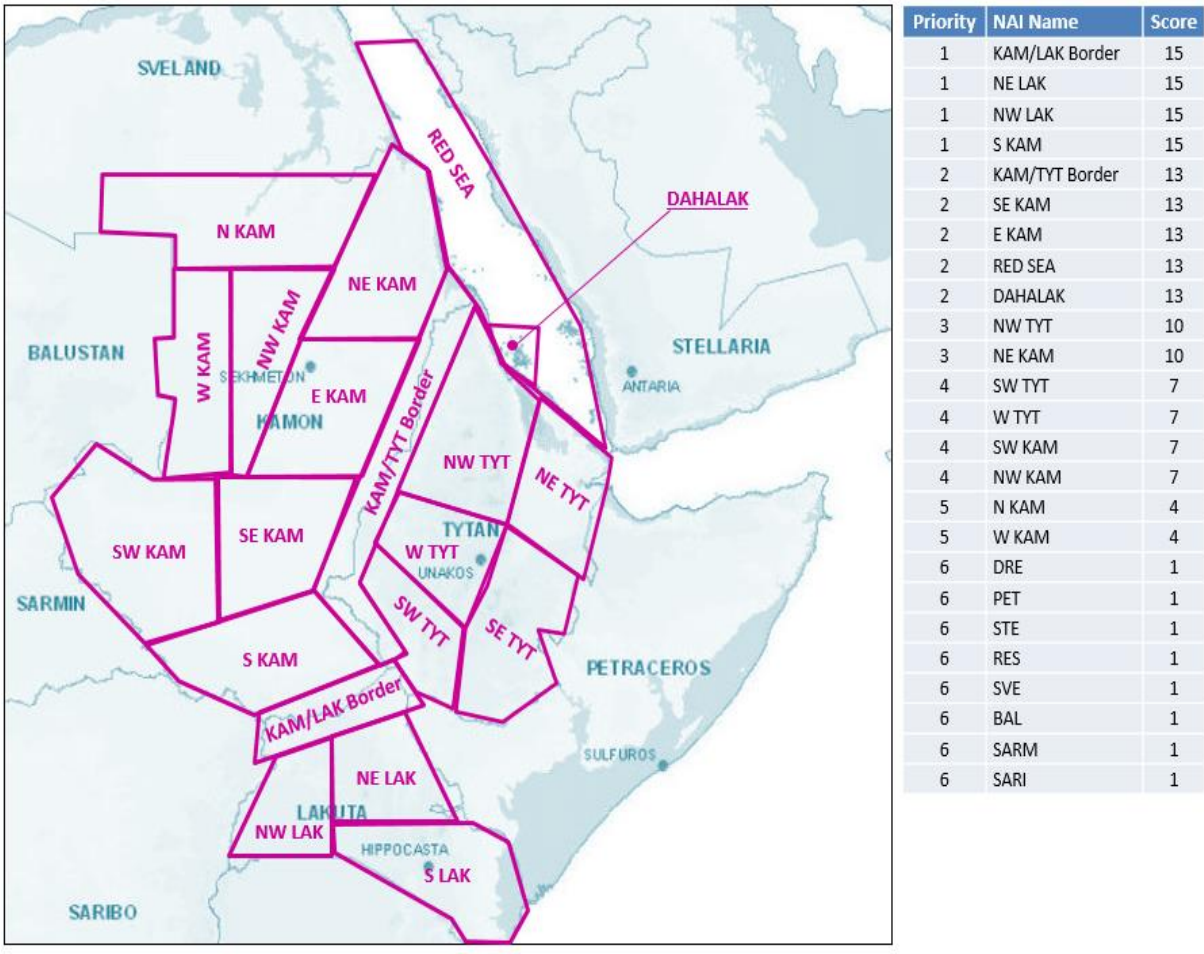 SVELAND
RED SEA
DAHALAK
N KAM
NE KAM
BALUSTAN
W KAM
NW KAM
SEKHMETON
E KAM
KAMON
KAM/TYT Border
STELLARIA
ANTARIA
NW TYT
NE TYT
SW KAM
SE KAM
TYTAN
W TYT
UNAKOS
SARMIN
SW TYT
SE TYT
S KAM
PETRACEROS
KAM/LAK Border
SULFUROS
NE LAK
LAKUTA
NW LAK
HIPPOCASTA
S LAK
SARIBO
Priority NAI Name Score
1 KAM/LAK Border 15
1 NE LAK 15
1 NW LAK 15
1 S KAM 15
2 KAM/TYT Border 13
2 SE KAM 13
2 E KAM 13
2 RED SEA 13
2 DAHALAK 13
3 NW TYT 10
3 NE KAM 10
4 SW TYT 7
4 W TYT 7
4 SW KAM 7
4 NW KAM 7
5 N KAM 4
5 W KAM 4
6 DRE 1
6 PET 1
6 STE 1
6 RES 1
6 SVE 1
6 BAL 1
6 SARM 1
6 SARI 1